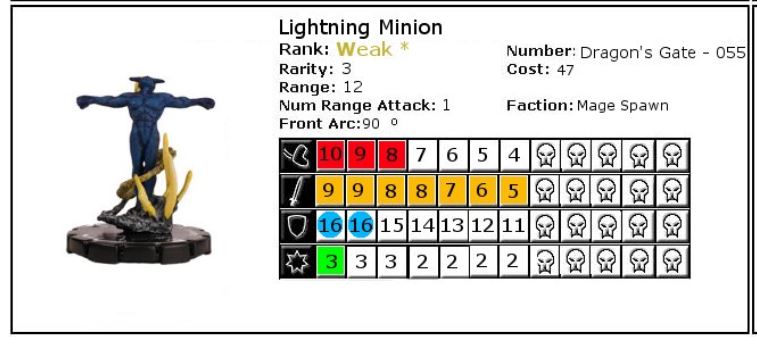 Lightning Minion
Rank: Weak *
Number: Dragon's Gate - 055
Rarity: 3
Cost: 47
Range: 12
Num Range Attack: 1
Faction: Mage Spawn
Front Arc:90 º
10 9 8 7 6 5 4
9 9 8 8 7 6 5
16 16 15 14 13 12 11
3 3 3 2 2 2 2